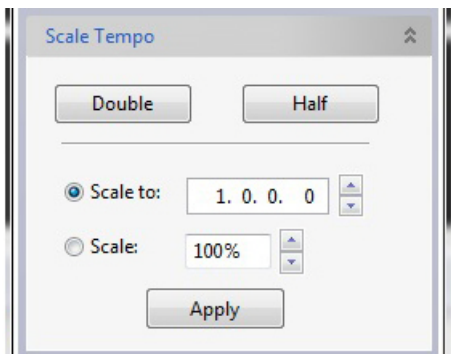 Scale Tempo
Double Half
Scale to: 1. 0. 0. 0
Scale: 100%
Apply